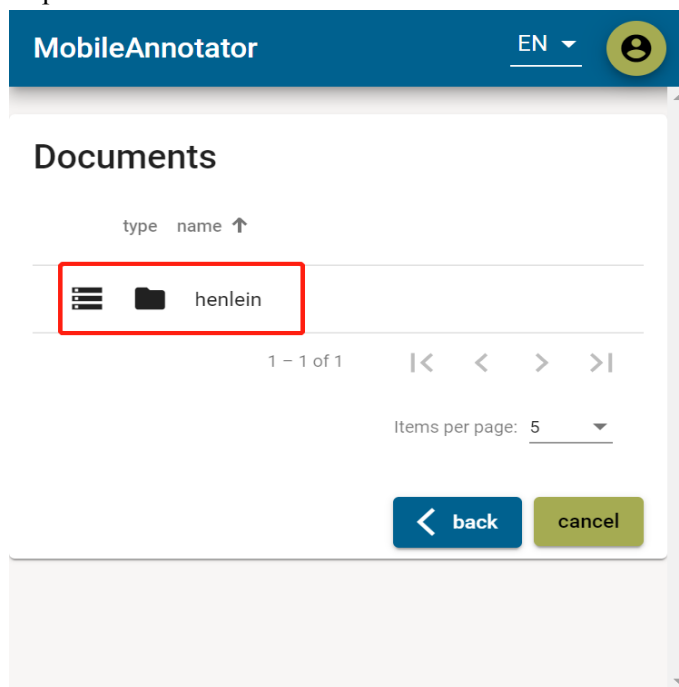 MobileAnnotator EN
Documents
type name
henlein
1 – 1 of 1
Items per page: 5
back cancel